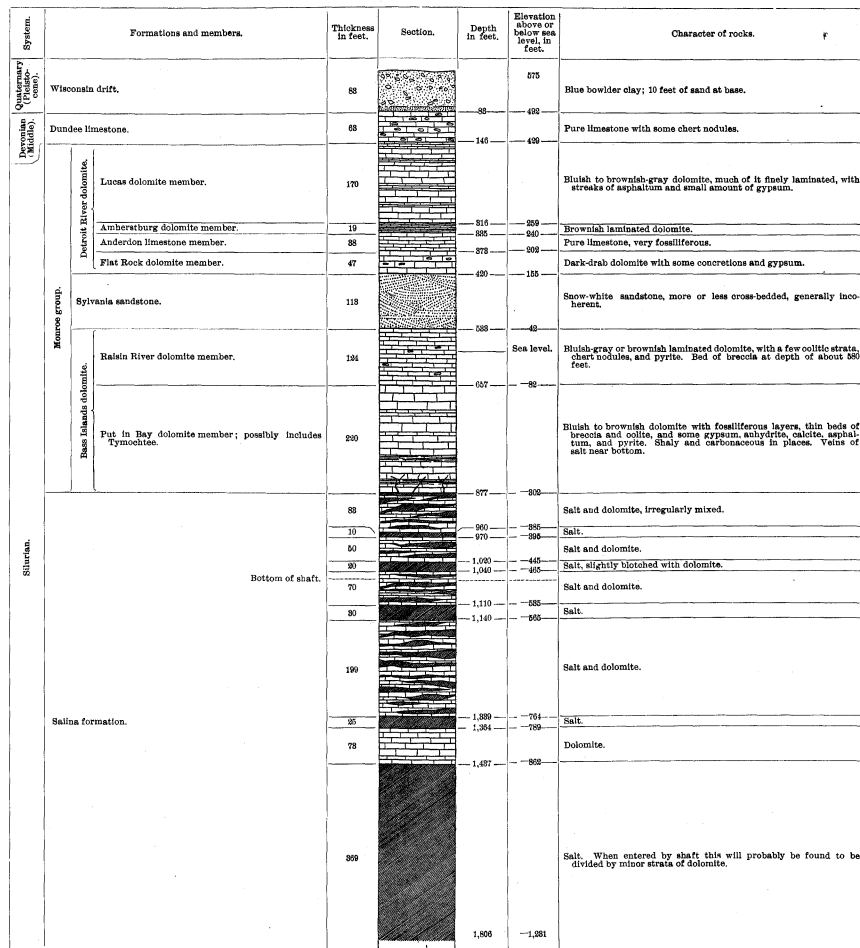 System.
Formations and members.
Thickness
in feet.
Section.
Depth
in feet.
Elevation
above or
below sea
level, in
feet.
Character of rocks.
Quaternary
(Pleisto-
cene).
Wisconsin drift.
83
575
Blue bowlder clay; 10 feet of sand at base.
83
492
Devonian
(Middle).
Dundee limestone.
63
Pure limestone with some chert nodules.
146
429
Silurian.
Monroe group.
Detroit River dolomite.
Lucas dolomite member.
170
Bluish to brownish-gray dolomite, much of it finely laminated, with
streaks of asphaltum and small amount of gypsum.
316
259
Amherstburg dolomite member.
19
Brownish laminated dolomite.
335
240
Anderdon limestone member.
38
Pure limestone, very fossiliferous.
373
202
Flat Rock dolomite member.
47
Dark-drab dolomite with some concretions and gypsum.
420
155
Sylvania sandstone.
113
Snow-white sandstone, more or less cross-bedded, generally inco-
herent.
533
42
Bass Islands dolomite.
Raisin River dolomite member.
124
Sea level.
Bluish-gray or brownish laminated dolomite, with a few oolitic strata,
chert nodules, and pyrite. Bed of breccia at depth of about 580
feet.
657
—82
Put in Bay dolomite member; possibly includes
Tymochtee.
220
Bluish to brownish dolomite with fossiliferous layers, thin beds of
breccia and oolite, and some gypsum, anhydrite, calcite, asphal-
tum, and pyrite. Shaly and carbonaceous in places. Veins of
salt near bottom.
877
—302
83
Salt and dolomite, irregularly mixed.
960
—385
10
Salt.
970
—395
50
Salt and dolomite.
1,020
—445
20
Salt, slightly blotched with dolomite.
1,040
—465
Bottom of shaft.
70
Salt and dolomite.
1,110
—535
30
Salt.
1,140
—565
199
Salt and dolomite.
1,339
—764
Salina formation.
25
Salt.
1,364
—789
73
Dolomite.
1,437
—862
369
Salt. When entered by shaft this will probably be found to be
divided by minor strata of dolomite.
1,806
—1,231